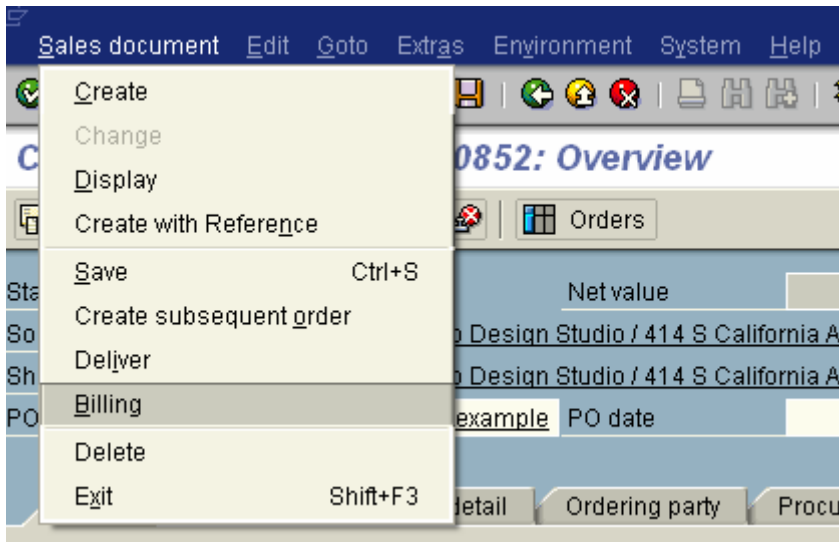 Sales document Edit Goto Extras Environment System Help
Create
Change
0852: Overview
Display
Create with Reference
Orders
Save Ctrl+S
Net value
Create subsequent order
Design Studio / 414 S California
Deliver
Design Studio / 414 S California
Billing
PO
example PO date
Delete
Exit Shift+F3
detail Ordering party